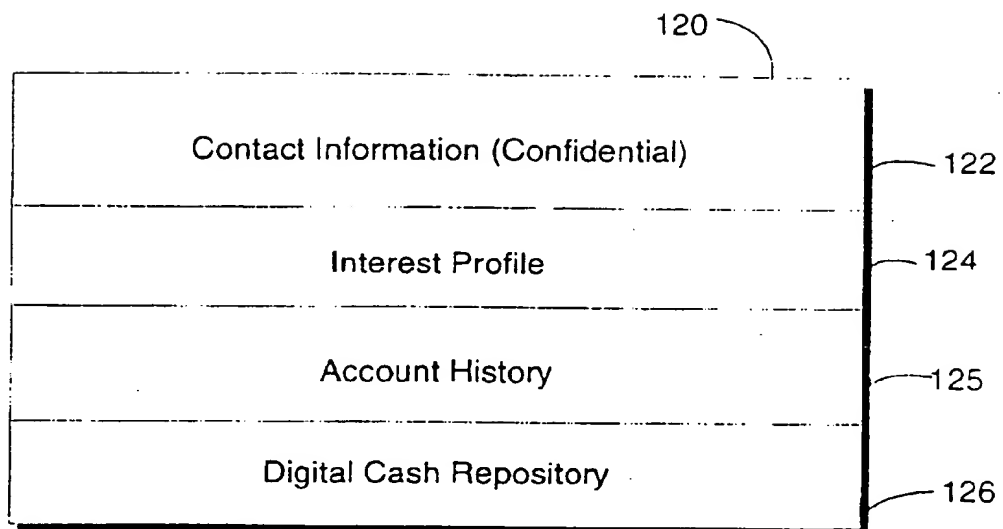 120
Contact Information (Confidential)
122
Interest Profile
124
Account History
125
Digital Cash Repository
126